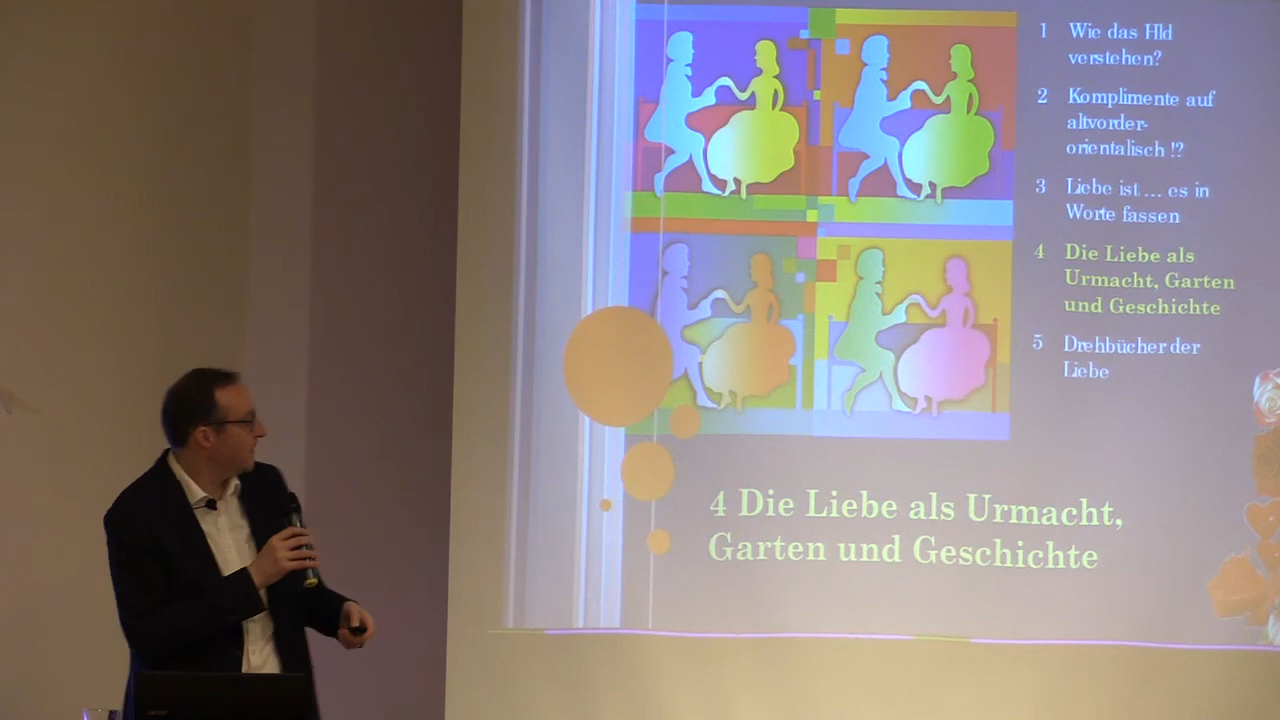 1 Wie das Hld
verstehen?
2 Komplimente auf
altvorder-
orientalisch !?
3 Liebe ist ... es in
Worte fassen
4 Die Liebe als
Urmacht, Garten
und Geschichte
5 Drehbücher der
Liebe
4 Die Liebe als Urmacht,
Garten und Geschichte